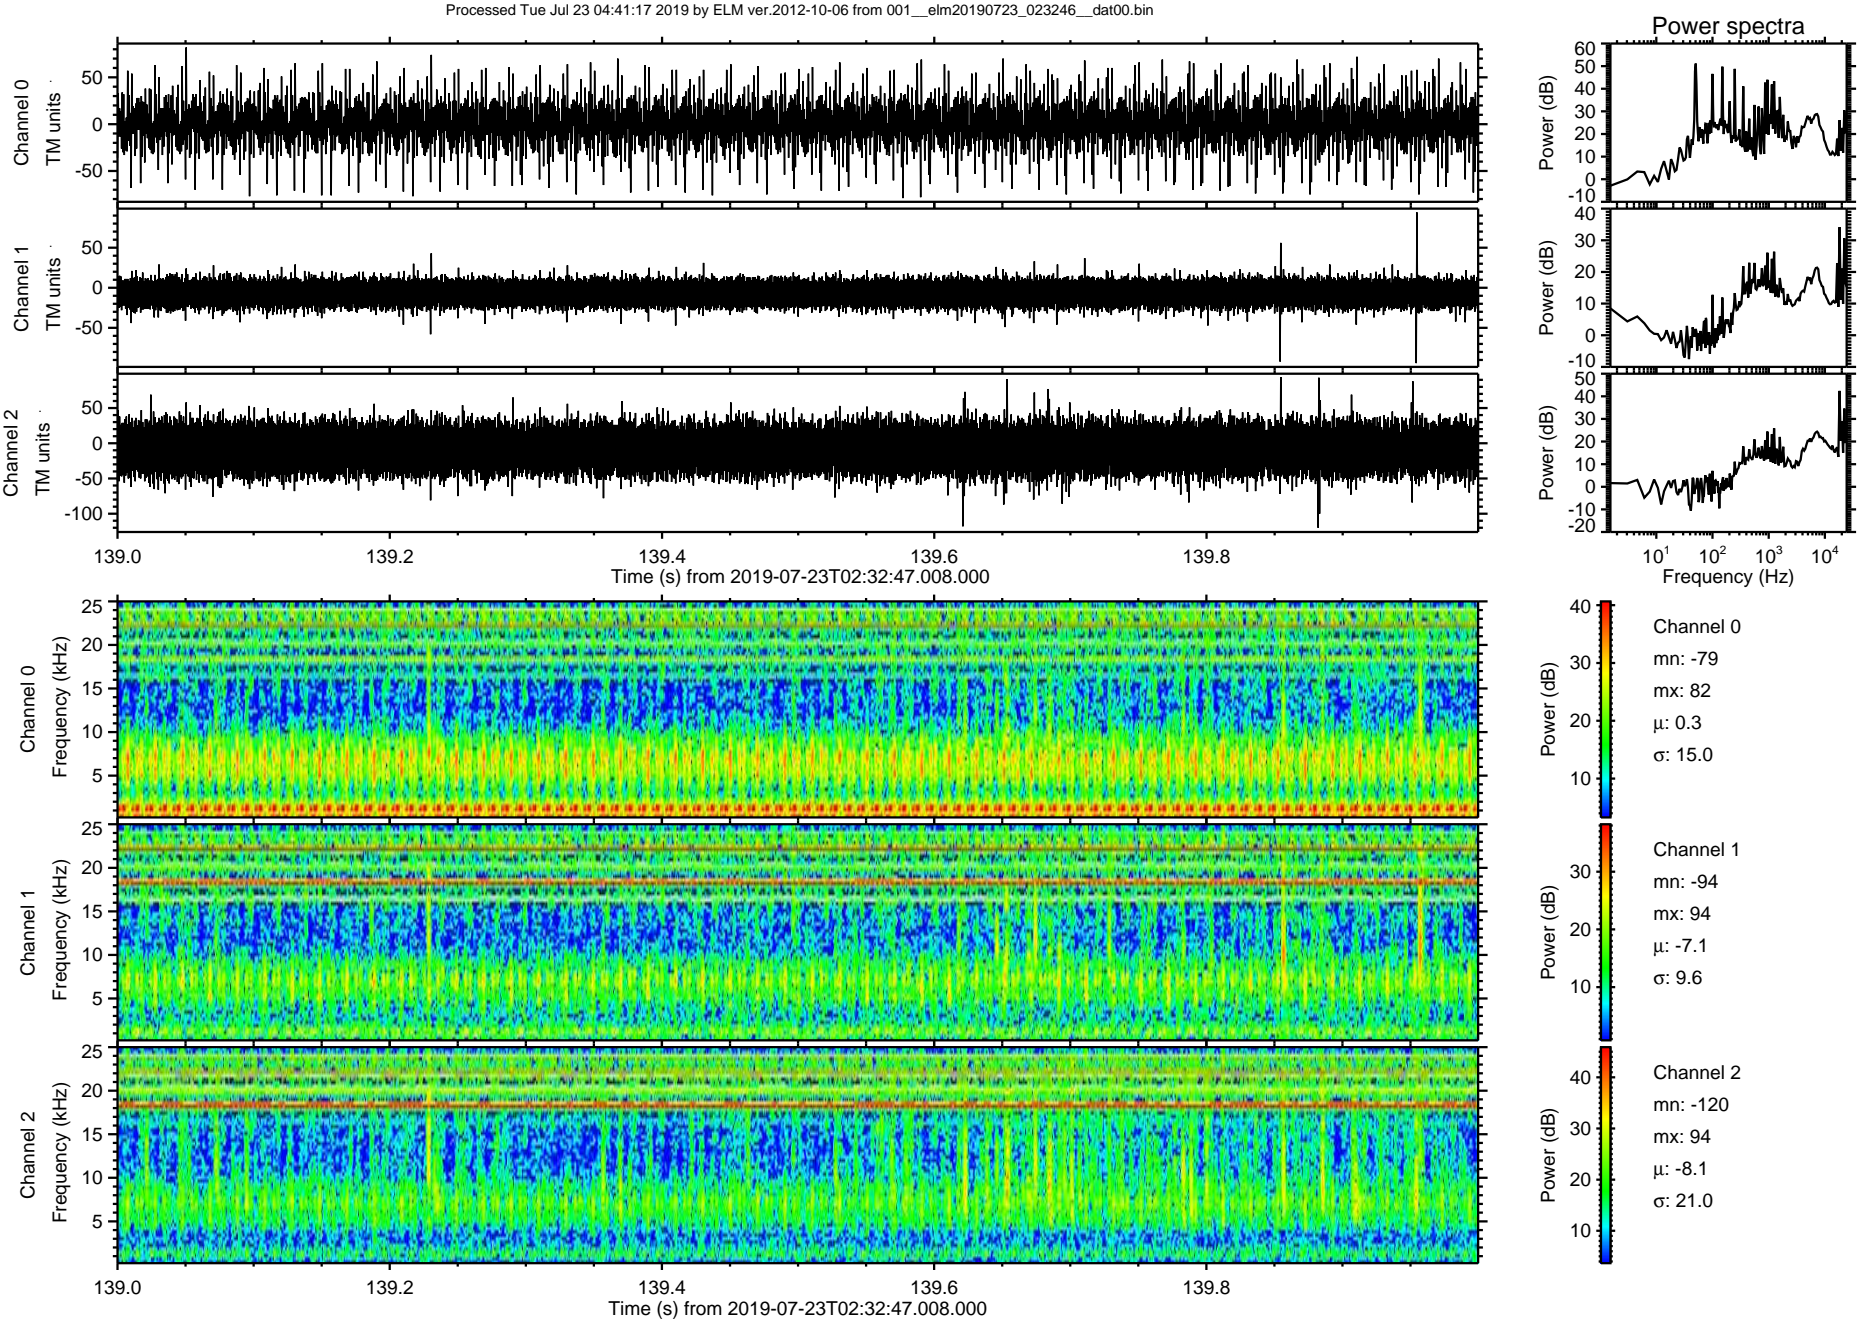 Processed Tue Jul 23 04:41:17 2019 by ELM ver.2012-10-06 from 001__elm20190723_023246__dat00.bin
Power spectra
Channel 0
TM units
50
0
-50
Power (dB)
60
50
40
30
20
10
0
-10
Channel 1
TM units
50
0
-50
Power (dB)
40
30
20
10
0
-10
Channel 2
TM units
50
0
-50
-100
Power (dB)
50
40
30
20
10
0
-10
-20
139.0 139.2 139.4 139.6 139.8
Time (s) from 2019-07-23T02:32:47.008.000
10^1 10^2 10^3 10^4
Frequency (Hz)
Channel 0
Frequency (kHz)
25
20
15
10
5
Power (dB)
40
30
20
10
Channel 0
mn: -79
mx: 82
μ: 0.3
σ: 15.0
Channel 1
Frequency (kHz)
25
20
15
10
5
Power (dB)
30
20
10
Channel 1
mn: -94
mx: 94
μ: -7.1
σ: 9.6
Channel 2
Frequency (kHz)
25
20
15
10
5
Power (dB)
40
30
20
10
Channel 2
mn: -120
mx: 94
μ: -8.1
σ: 21.0
139.0 139.2 139.4 139.6 139.8
Time (s) from 2019-07-23T02:32:47.008.000